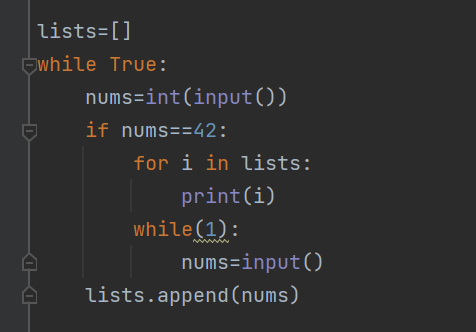 lists=[]
while True:
    nums=int(input())
    if nums==42:
        for i in lists:
            print(i)
        while(1):
            nums=input()
    lists.append(nums)